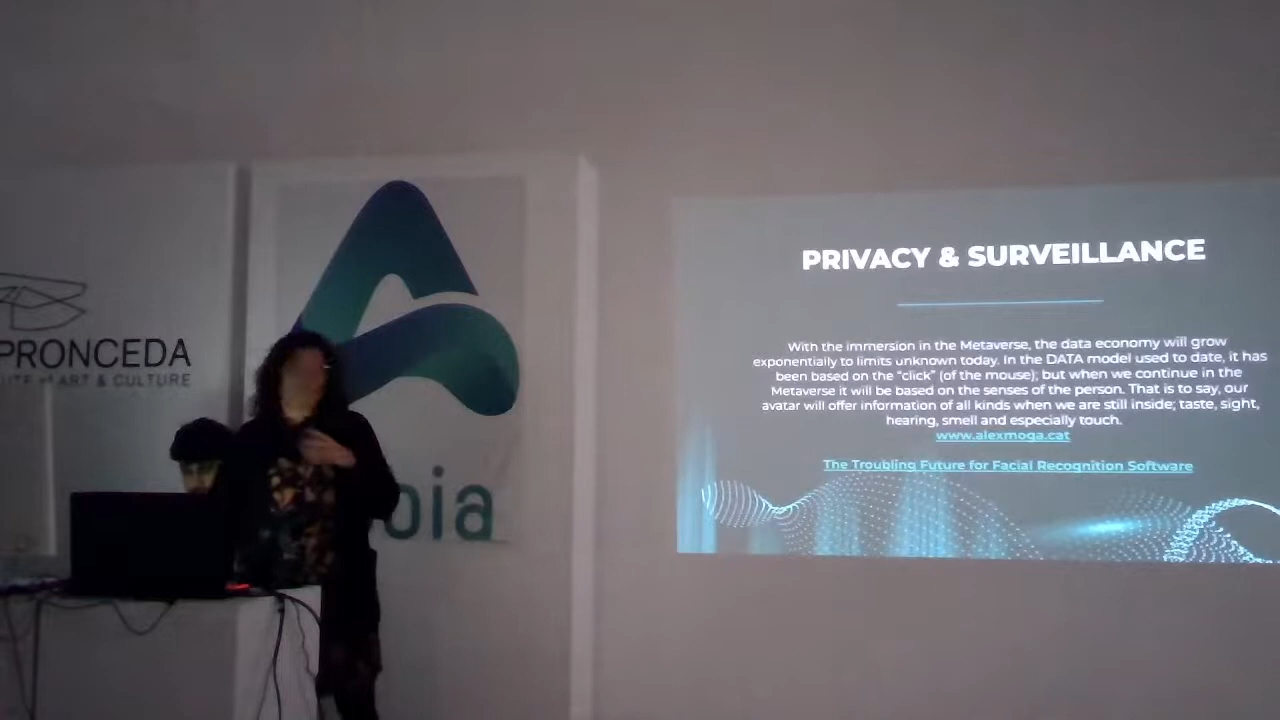 PRONCEDA
ART & CULTURE
oia
PRIVACY & SURVEILLANCE
With the immersion in the Metaverse, the data economy will grow
exponentially to limits unknown today. In the DATA model used to date, it has
been based on the "click" (of the mouse); but when we continue in the
Metaverse it will be based on the senses of the person. That is to say, our
avatar will offer information of all kinds when we are still inside; taste, sight,
hearing, smell and especially touch.
www.alexmoga.cat
The Troubling Future for Facial Recognition Software